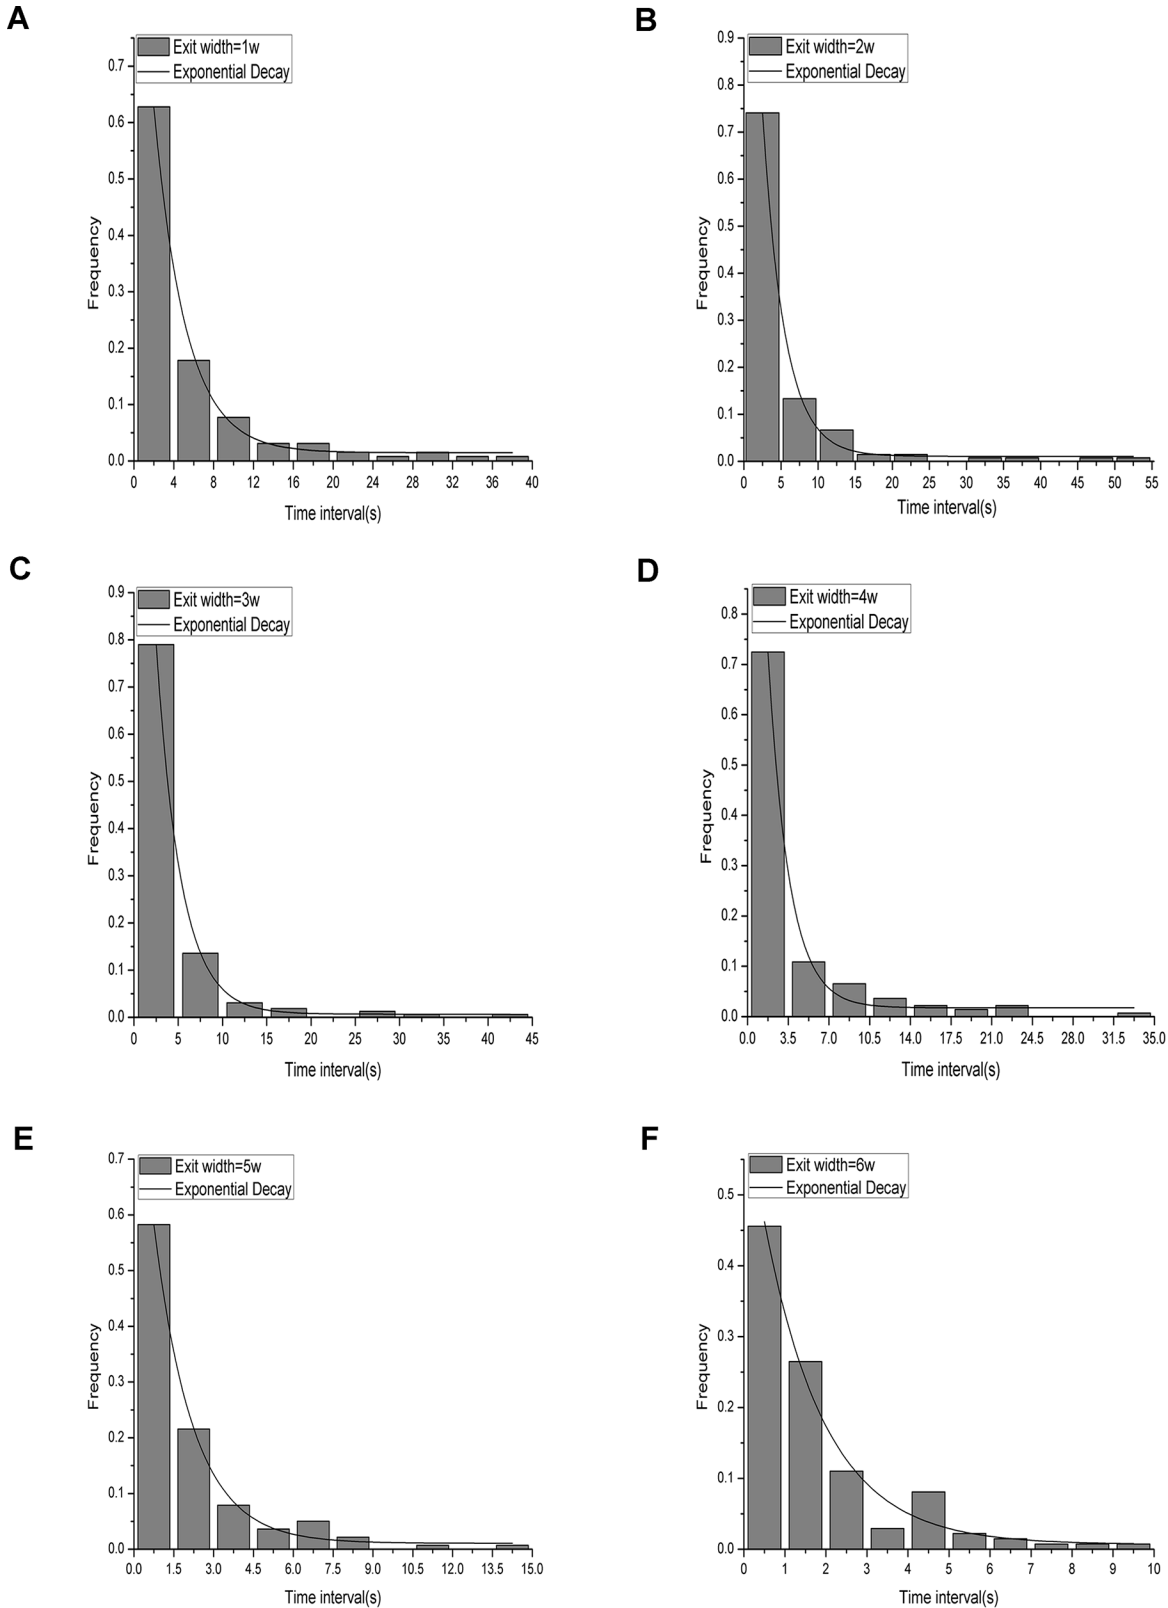 A
Exit width=1w
Exponential Decay
0.7
0.6
0.5
0.4
0.3
0.2
0.1
0.0
Frequency
0 4 8 12 16 20 24 28 32 36 40
Time interval(s)
B
Exit width=2w
Exponential Decay
0.9
0.8
0.7
0.6
0.5
0.4
0.3
0.2
0.1
0.0
Frequency
0 5 10 15 20 25 30 35 40 45 50 55
Time interval(s)
C
Exit width=3w
Exponential Decay
0.9
0.8
0.7
0.6
0.5
0.4
0.3
0.2
0.1
0.0
Frequency
0 5 10 15 20 25 30 35 40 45
Time interval(s)
D
Exit width=4w
Exponential Decay
0.8
0.7
0.6
0.5
0.4
0.3
0.2
0.1
0.0
Frequency
0.0 3.5 7.0 10.5 14.0 17.5 21.0 24.5 28.0 31.5 35.0
Time interval(s)
E
Exit width=5w
Exponential Decay
0.7
0.6
0.5
0.4
0.3
0.2
0.1
0.0
Frequency
0.0 1.5 3.0 4.5 6.0 7.5 9.0 10.5 12.0 13.5 15.0
Time interval(s)
F
Exit width=6w
Exponential Decay
0.5
0.4
0.3
0.2
0.1
0.0
Frequency
0 1 2 3 4 5 6 7 8 9 10
Time interval(s)